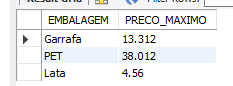 Result Grid Filter Rows:
EMBALAGEM PRECO_MAXIMO
Garrafa 13.312
PET 38.012
Lata 4.56